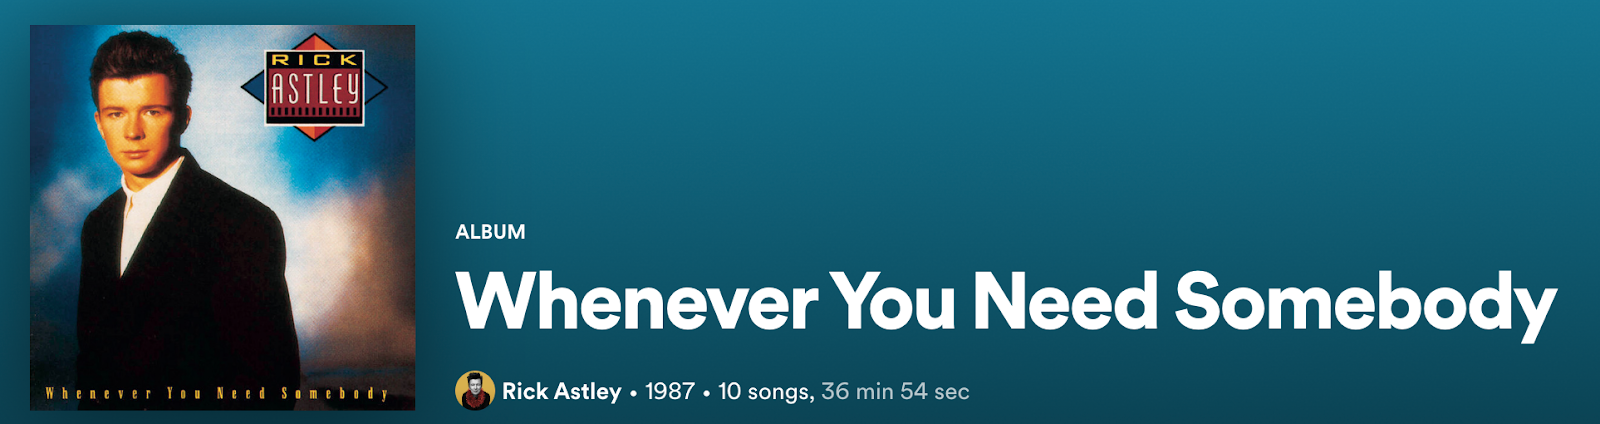 RICK
ASTLEY
Whenever You Need Somebody
ALBUM
Whenever You Need Somebody
Rick Astley • 1987 • 10 songs, 36 min 54 sec